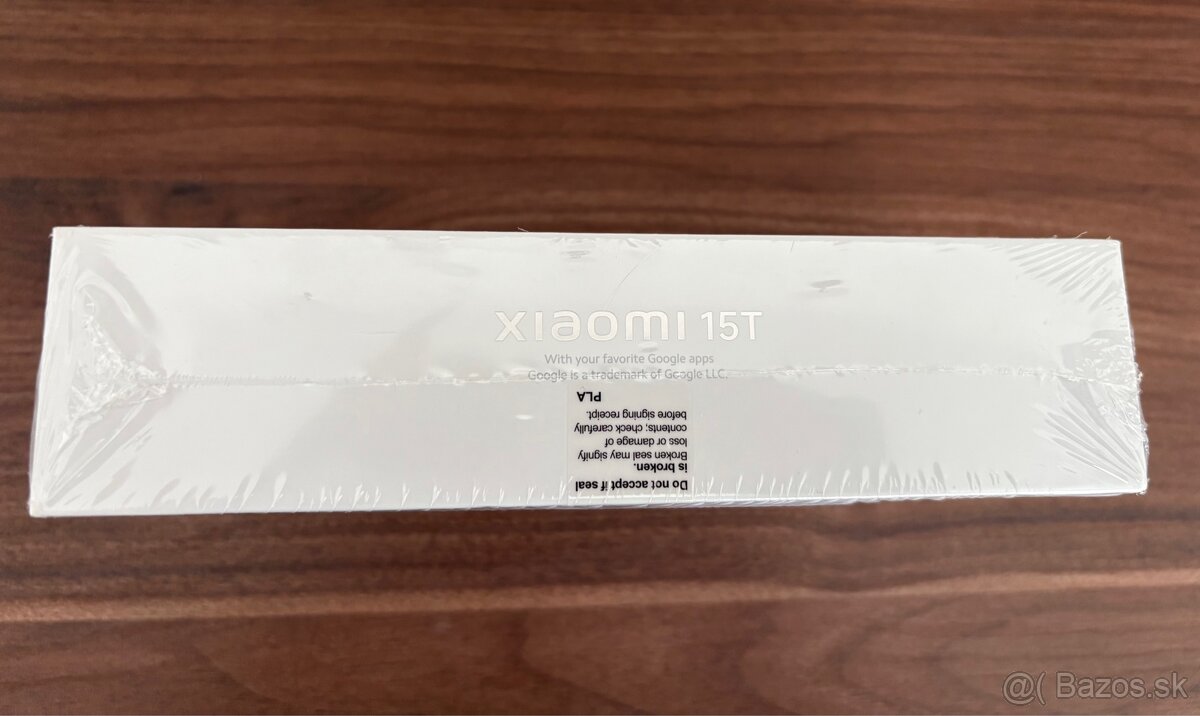 xiaomi 15T
With your favorite Google apps
Google is a trademark of Google LLC.
Do not accept if seal
is broken.
Broken seal may signify
loss or damage of
contents; check carefully
before signing receipt.
PLA
@( Bazos.sk